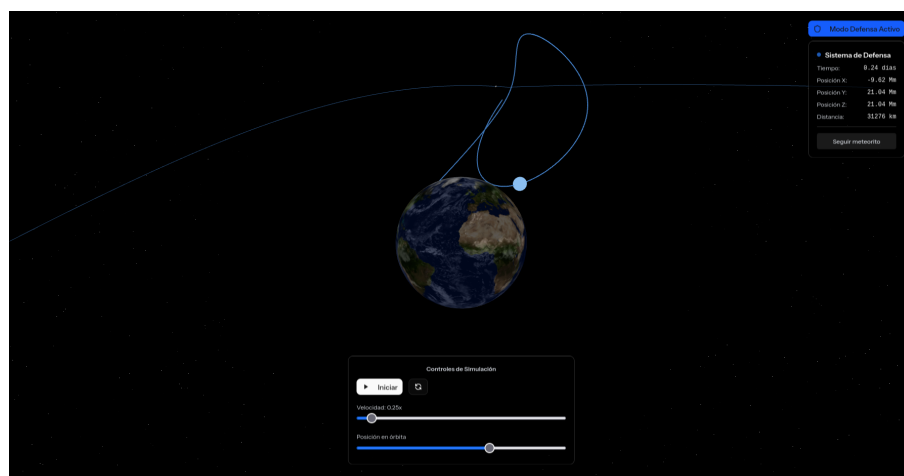 Modo Defensa Activo
Sistema de Defensa
Tiempo: 0.24 días
Posición X: -9.62 Mm
Posición Y: 21.04 Mm
Posición Z: 21.04 Mm
Distancia: 31276 km
Seguir meteorito
Controles de Simulación
Iniciar
Velocidad: 0.25x
Posición en órbita